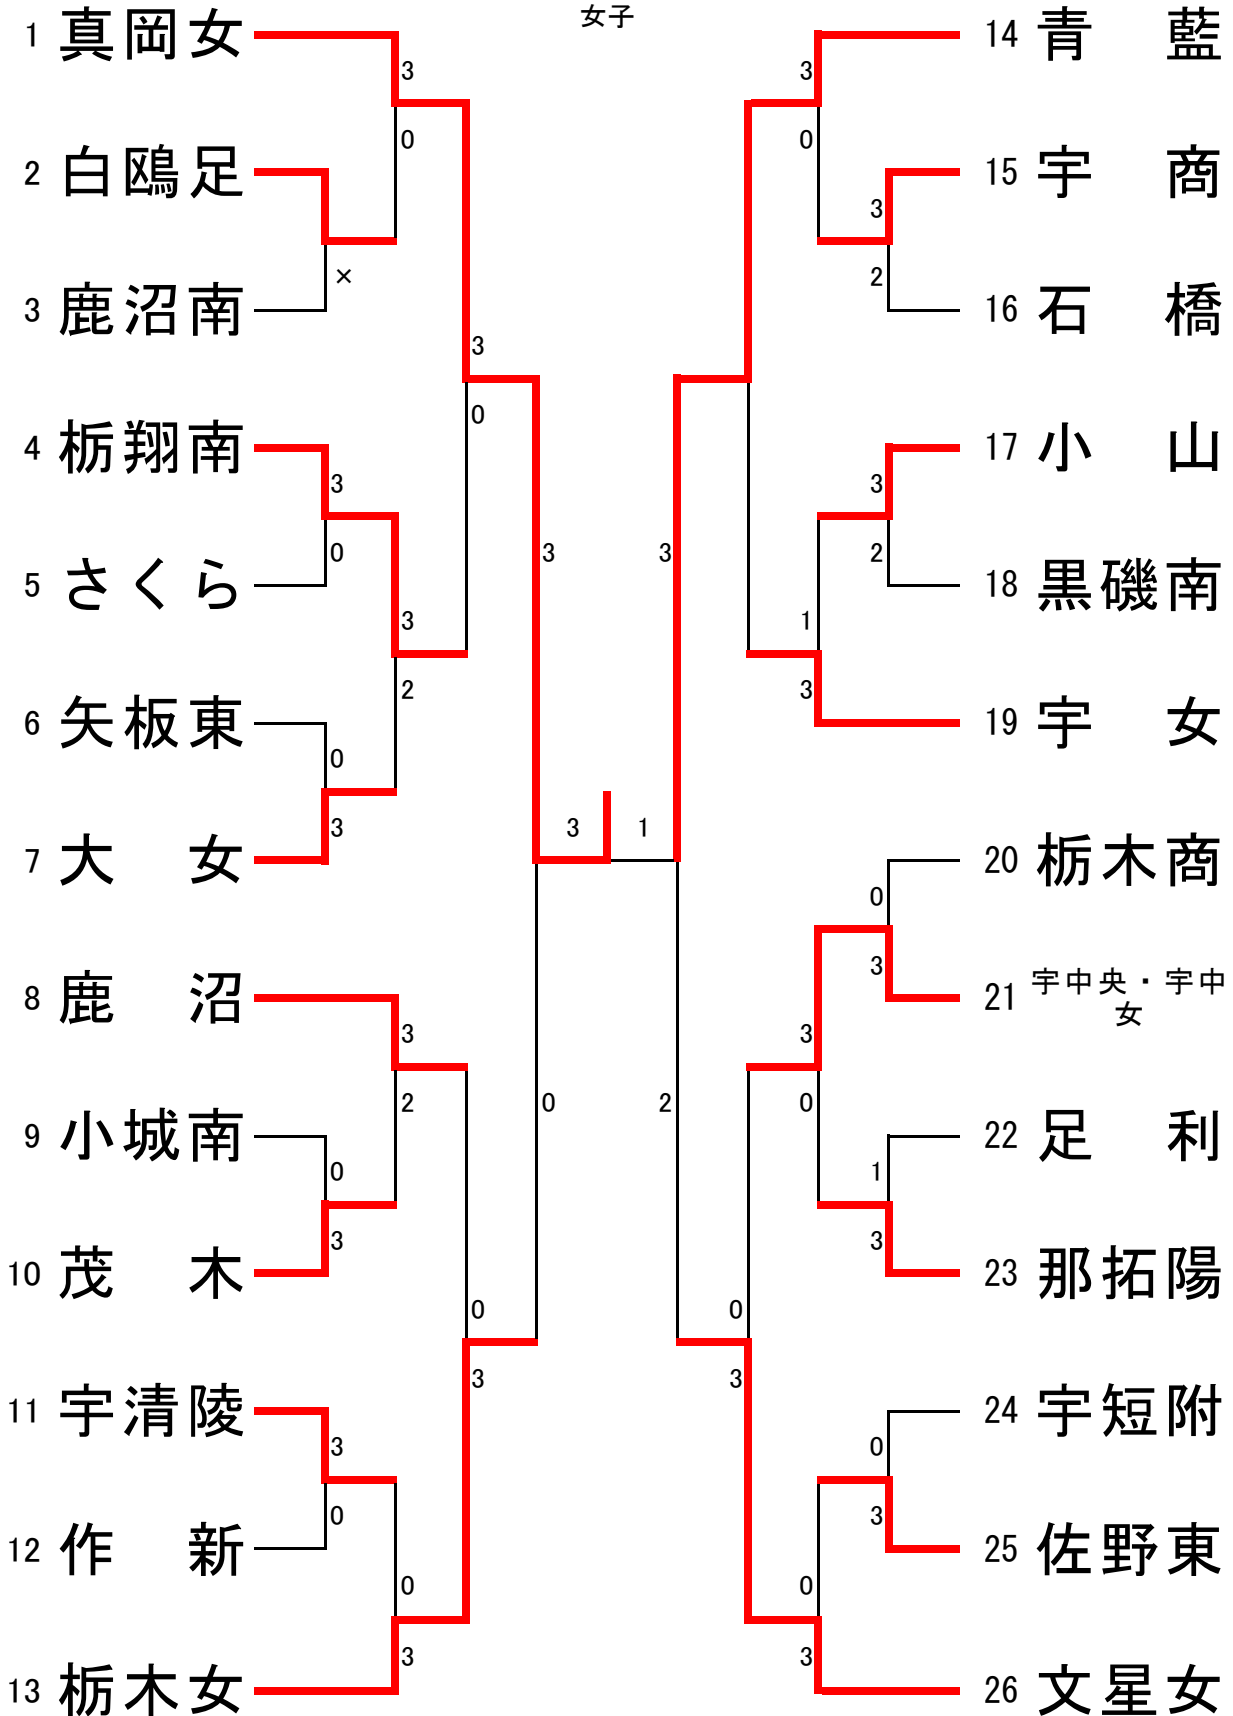 女子
1 真岡女
2 白鴎足
3 鹿沼南
4 栃翔南
5 さくら
6 矢板東
7 大　女
8 鹿　沼
9 小城南
10 茂　木
11 宇清陵
12 作　新
13 栃木女
3
0
×
3
0
3
0
3
2
0
3
3
2
0
3
0
3
3
0
0
3
3
0
3 1
3
2
3
0
3
2
3
2
1
3
0
3
3
0
1
3
0
3
0
3
0
3
14 青　藍
15 宇　商
16 石　橋
17 小　山
18 黒磯南
19 宇　女
20 栃木商
21 宇中央・宇中
女
22 足　利
23 那拓陽
24 宇短附
25 佐野東
26 文星女